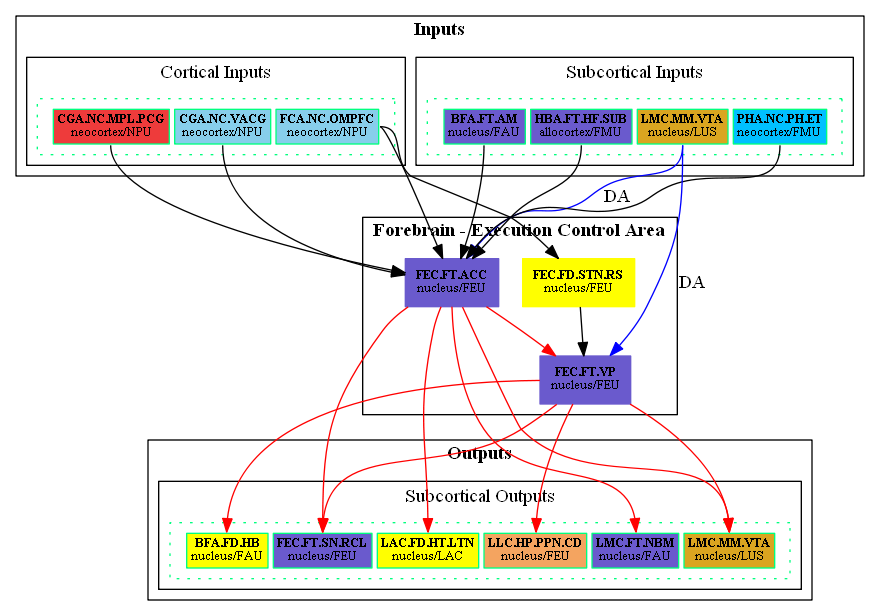 Inputs
Cortical Inputs
Subcortical Inputs
CGA.NC.MPL.PCG
neocortex/NPU
CGA.NC.VACG
neocortex/NPU
FCA.NC.OMPFC
neocortex/NPU
BFA.FT.AM
nucleus/FAU
HBA.FT.HF.SUB
allocortex/FMU
LMC.MM.VTA
nucleus/LUS
PHA.NC.PH.ET
neocortex/FMU
DA
Forebrain - Execution Control Area
FEC.FT.ACC
nucleus/FEU
FEC.FD.STN.RS
nucleus/FEU
DA
FEC.FT.VP
nucleus/FEU
Outputs
Subcortical Outputs
BFA.FD.HB
nucleus/FAU
FEC.FT.SN.RCL
nucleus/FEU
LAC.FD.HT.LTN
nucleus/LAC
LLC.HP.PPN.CD
nucleus/FEU
LMC.FT.NBM
nucleus/FAU
LMC.MM.VTA
nucleus/LUS